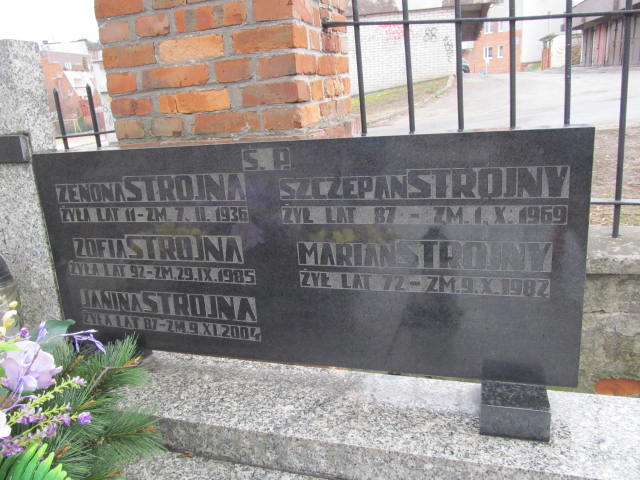 Ś. P.
ZENONA STROJNA
ŻYŁA LAT 11 - ZM. 7. II. 1936
ZOFIA STROJNA
ŻYŁA LAT 92 - ZM. 29. IX. 1985
JANINA STROJNA
ŻYŁA LAT 87 - ZM. 9 XI. 2004
SZCZEPAN STROJNY
ŻYŁ LAT 87 - ZM. 1. X. 1969
MARIAN STROJNY
ŻYŁ LAT 72 - ZM. 9. X. 1982